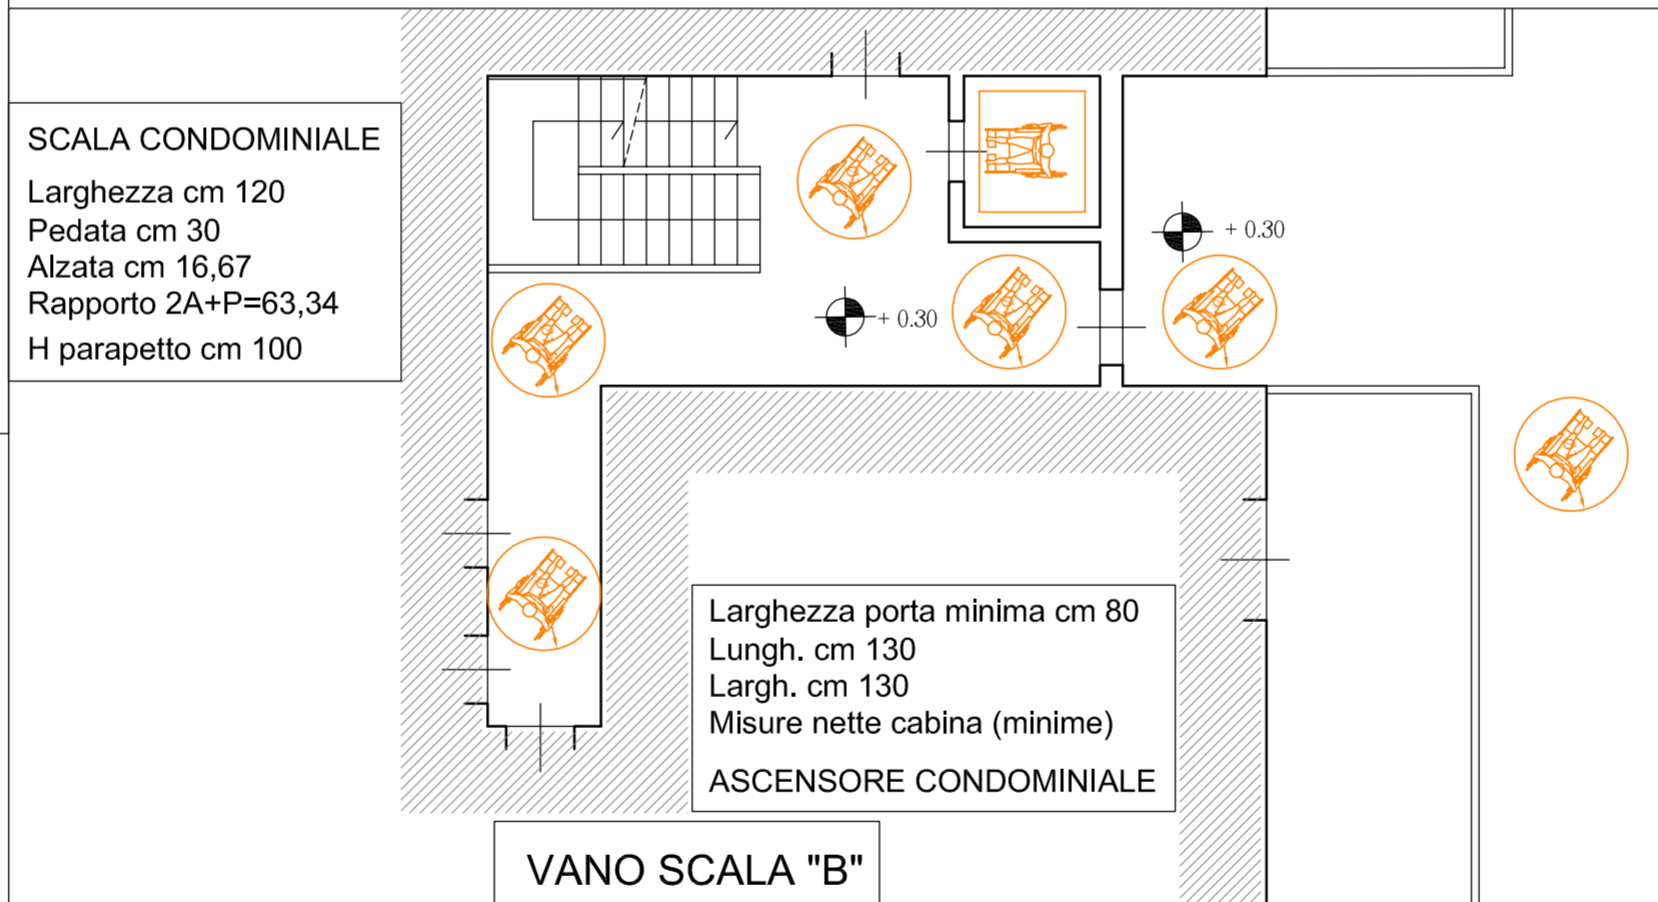 SCALA CONDOMINIALE
Larghezza cm 120
Pedata cm 30
Alzata cm 16,67
Rapporto 2A+P=63,34
H parapetto cm 100
+ 0.30
+ 0.30
Larghezza porta minima cm 80
Lungh. cm 130
Largh. cm 130
Misure nette cabina (minime)
ASCENSORE CONDOMINIALE
VANO SCALA "B"